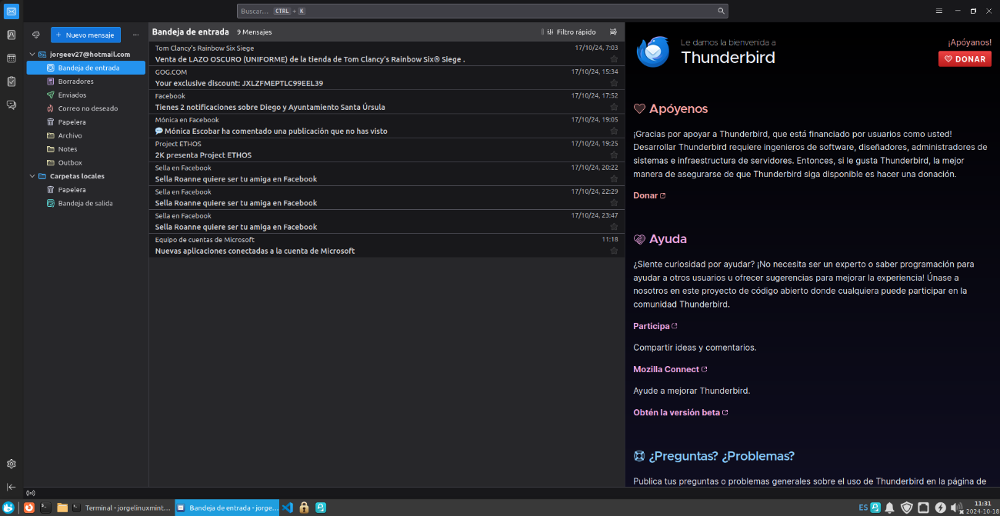 Buscar... CTRL + K
Nuevo mensaje
jorgeev27@hotmail.com
Bandeja de entrada
Borradores
Enviados
Correo no deseado
Papelera
Archivo
Notes
Outbox
Carpetas locales
Papelera
Bandeja de salida
Bandeja de entrada 9 Mensajes Filtro rápido
Tom Clancy's Rainbow Six Siege 17/10/24, 7:03
Venta de LAZO OSCURO (UNIFORME) de la tienda de Tom Clancy's Rainbow Six® Siege .
GOG.COM 17/10/24, 15:34
Your exclusive discount: JXLZFMEPTLC99EEL39
Facebook 17/10/24, 17:52
Tienes 2 notificaciones sobre Diego y Ayuntamiento Santa Úrsula
Mónica en Facebook 17/10/24, 19:05
💬 Mónica Escobar ha comentado una publicación que no has visto
Project ETHOS 17/10/24, 19:25
2K presenta Project ETHOS
Sella en Facebook 17/10/24, 20:22
Sella Roanne quiere ser tu amiga en Facebook
Sella en Facebook 17/10/24, 22:29
Sella Roanne quiere ser tu amiga en Facebook
Sella en Facebook 17/10/24, 23:47
Sella Roanne quiere ser tu amiga en Facebook
Equipo de cuentas de Microsoft 11:18
Nuevas aplicaciones conectadas a la cuenta de Microsoft
Le damos la bienvenida a
Thunderbird
¡Apóyanos!
DONAR
Apóyenos
¡Gracias por apoyar a Thunderbird, que está financiado por usuarios como usted!
Desarrollar Thunderbird requiere ingenieros de software, diseñadores, administradores de
sistemas e infraestructura de servidores. Entonces, si le gusta Thunderbird, la mejor
manera de asegurarse de que Thunderbird siga disponible es hacer una donación.
Donar
Ayuda
¿Siente curiosidad por ayudar? ¡No necesita ser un experto o saber programación para
ayudar a otros usuarios u ofrecer sugerencias para mejorar la experiencia! Únase a
nosotros en este proyecto de código abierto donde cualquiera puede participar en la
comunidad Thunderbird.
Participa
Compartir ideas y comentarios.
Mozilla Connect
Ayude a mejorar Thunderbird.
Obtén la versión beta
¿Preguntas? ¿Problemas?
Publica tus preguntas o problemas generales sobre el uso de Thunderbird en la página de
Terminal - jorgelinuxmint...
Bandeja de entrada - jorge...
ES
11:31
2024-10-18